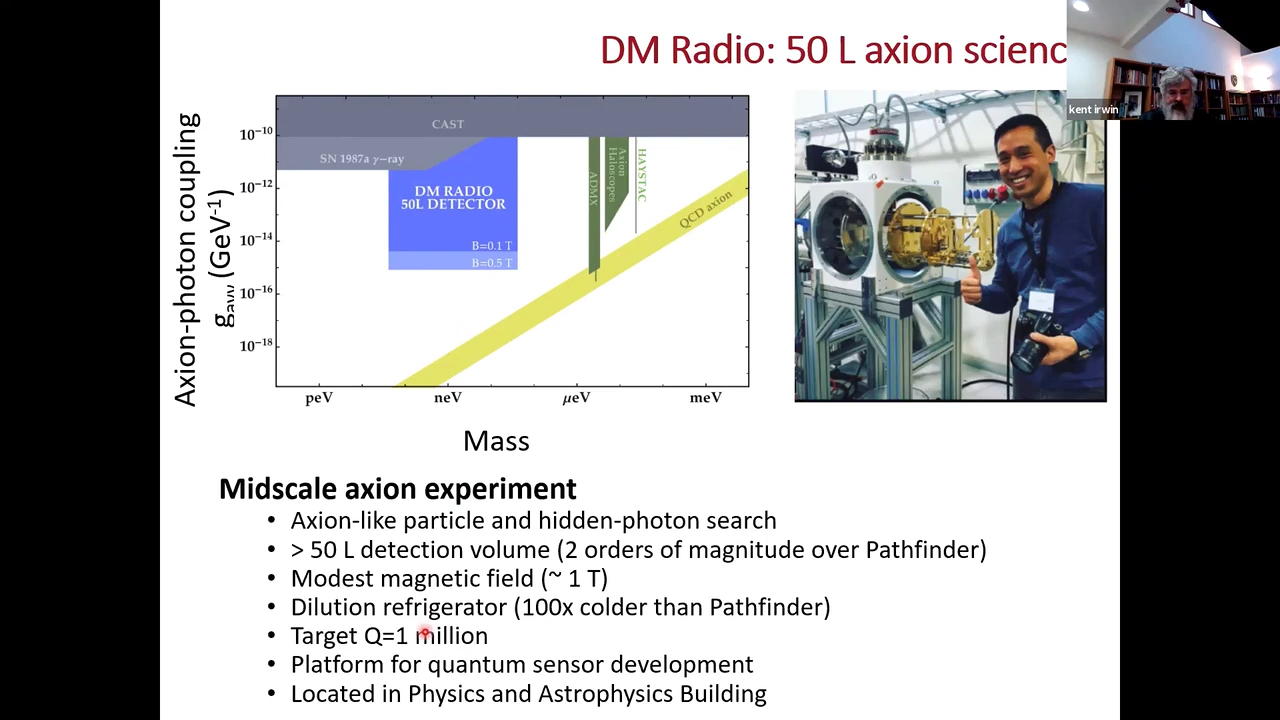 DM Radio: 50 L axion scienc
kent irwin
Axion-photon coupling
gaγγ (GeV-1)
10−10
10−12
10−14
10−16
10−18
CAST
SN 1987a γ−ray
DM RADIO
50L DETECTOR
B=0.1 T
B=0.5 T
ADMX
Axion
Haloscopes
HAYSTAC
QCD axion
peV
neV
μeV
meV
Mass
Midscale axion experiment
• Axion-like particle and hidden-photon search
• > 50 L detection volume (2 orders of magnitude over Pathfinder)
• Modest magnetic field (~ 1 T)
• Dilution refrigerator (100x colder than Pathfinder)
• Target Q=1 million
• Platform for quantum sensor development
• Located in Physics and Astrophysics Building